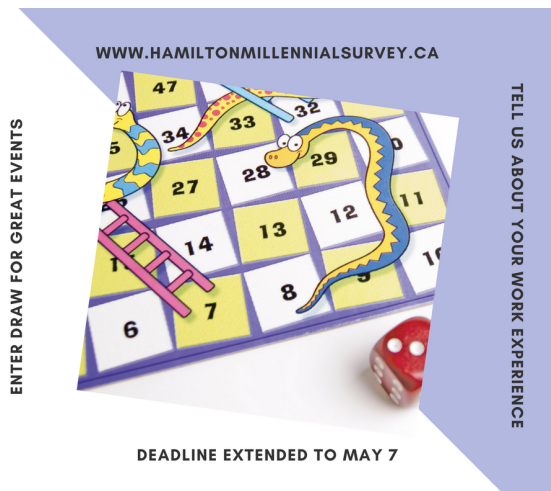 WWW.HAMILTONMILLENNIALSURVEY.CA
ENTER DRAW FOR GREAT EVENTS
TELL US ABOUT YOUR WORK EXPERIENCE
47
34 33 32
27 28 29
14 13 12 11
6 7 8
DEADLINE EXTENDED TO MAY 7